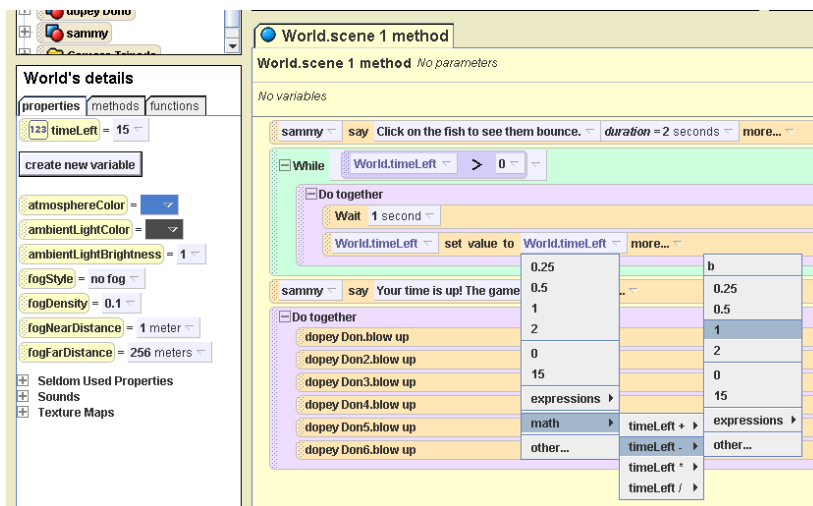 dopey Dono
sammy
World's details
properties methods functions
123 timeLeft = 15
create new variable
atmosphereColor =
ambientLightColor =
ambientLightBrightness = 1
fogStyle = no fog
fogDensity = 0.1
fogNearDistance = 1 meter
fogFarDistance = 256 meters
Seldom Used Properties
Sounds
Texture Maps
World.scene 1 method
World.scene 1 method No parameters
No variables
sammy say Click on the fish to see them bounce. duration = 2 seconds more...
While World.timeLeft > 0
Do together
Wait 1 second
World.timeLeft set value to World.timeLeft more...
sammy say Your time is up! The game
Do together
dopey Don.blow up
dopey Don2.blow up
dopey Don3.blow up
dopey Don4.blow up
dopey Don5.blow up
dopey Don6.blow up
0.25
0.5
1
2
0
15
expressions
math
other...
timeLeft +
timeLeft -
timeLeft *
timeLeft /
b
0.25
0.5
1
2
0
15
expressions
other...